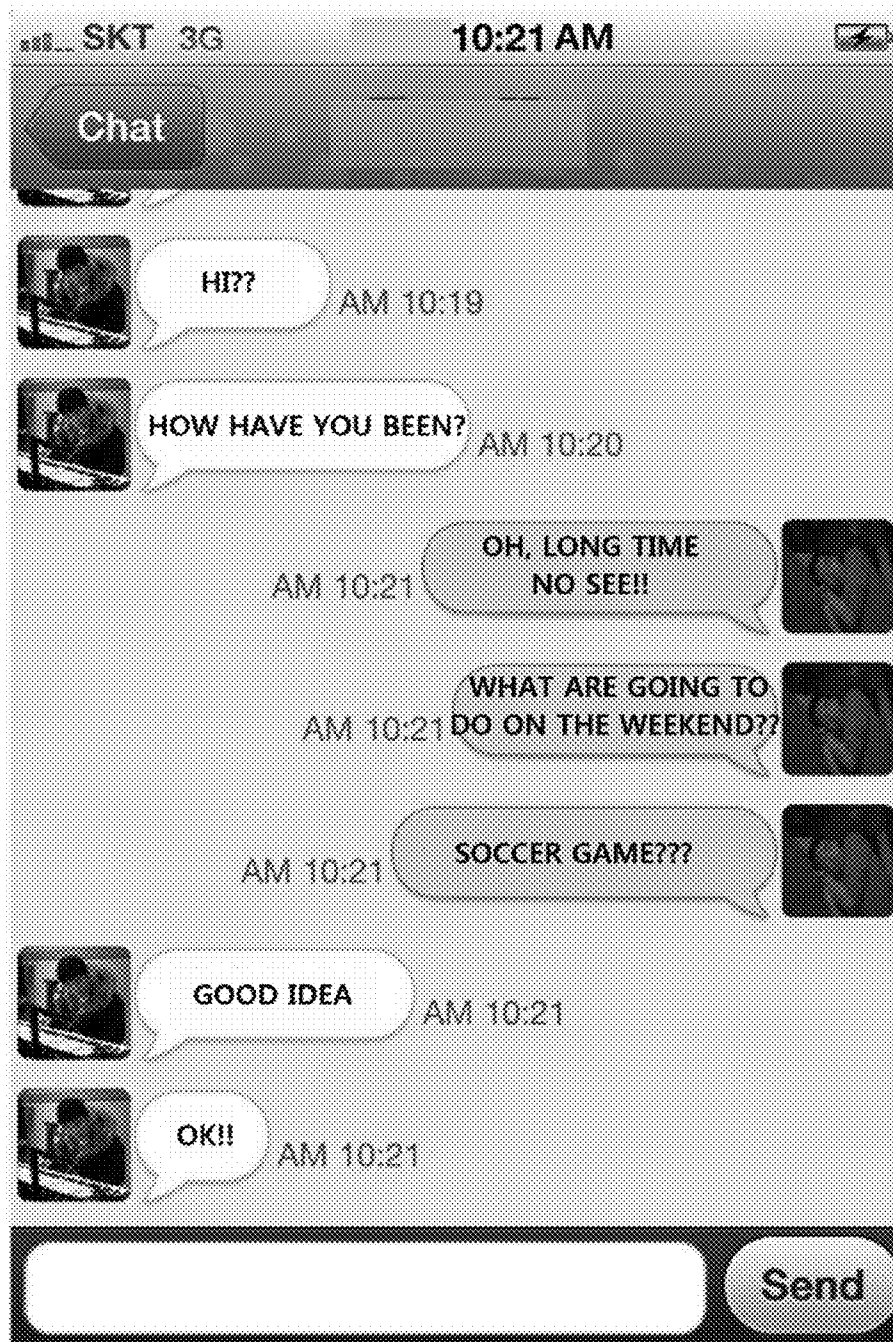 SKT 3G 10:21 AM
Chat
HI??
AM 10:19
HOW HAVE YOU BEEN?
AM 10:20
OH, LONG TIME
NO SEE!!
AM 10:21
WHAT ARE GOING TO
DO ON THE WEEKEND??
AM 10:21
SOCCER GAME???
AM 10:21
GOOD IDEA
AM 10:21
OK!!
AM 10:21
Send